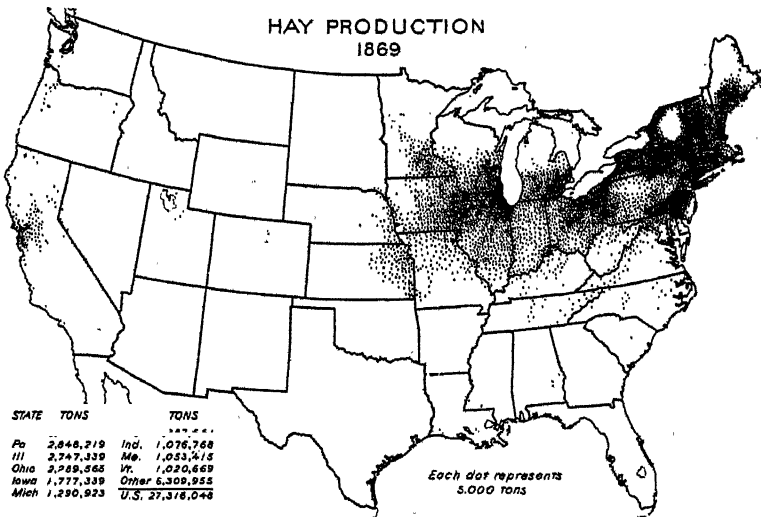 HAY PRODUCTION
1869
STATE TONS TONS
Pa 2,848,219 Ind. 1,076,768
Ill 2,747,339 Me. 1,053,415
Ohio 2,289,565 Vt. 1,020,669
Iowa 1,777,339 Other 6,309,955
Mich 1,290,923 U.S. 27,316,048
Each dot represents
5,000 Tons